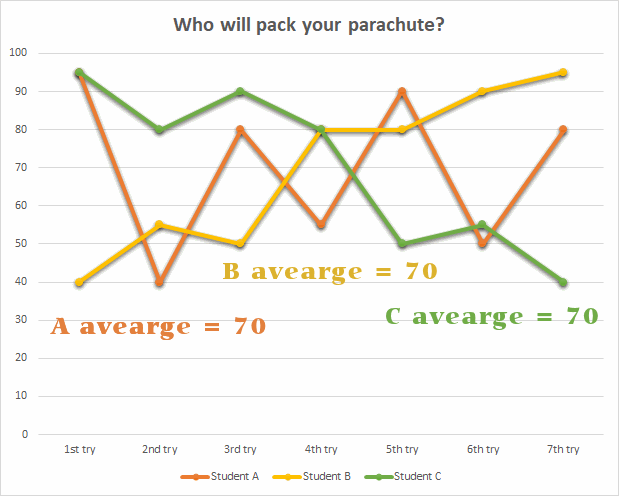 Who will pack your parachute?
100
90
80
70
60
50
40
30
20
10
0
B avearge = 70
C avearge = 70
A avearge = 70
1st try 2nd try 3rd try 4th try 5th try 6th try 7th try
Student A Student B Student C